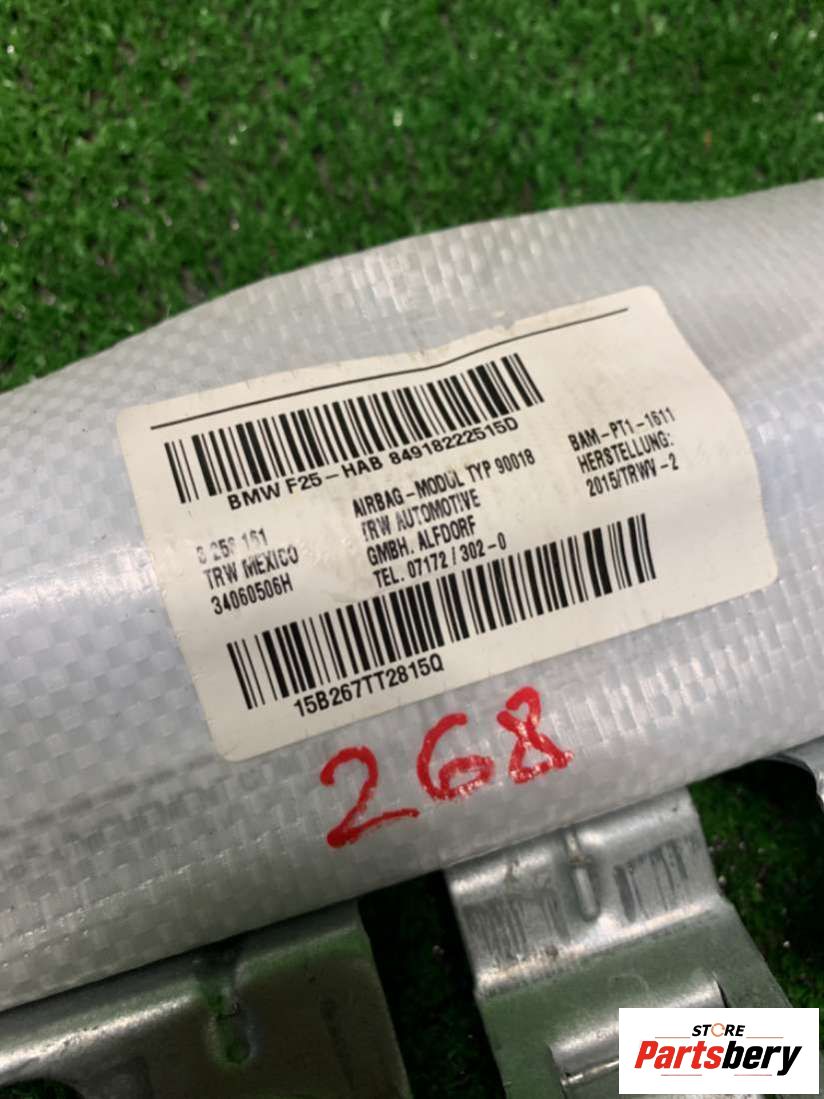 BMW F25-HAB 84918222515D
AIRBAG-MODUL TYP 90018
TRW AUTOMOTIVE
GMBH. ALFDORF
TEL. 07172 / 302-0
BAM-PT1-1611
HERSTELLUNG:
2015/TRWV-2
TRW MEXICO
34060506H
15B267TT2815Q
268
STORE
Partsbery